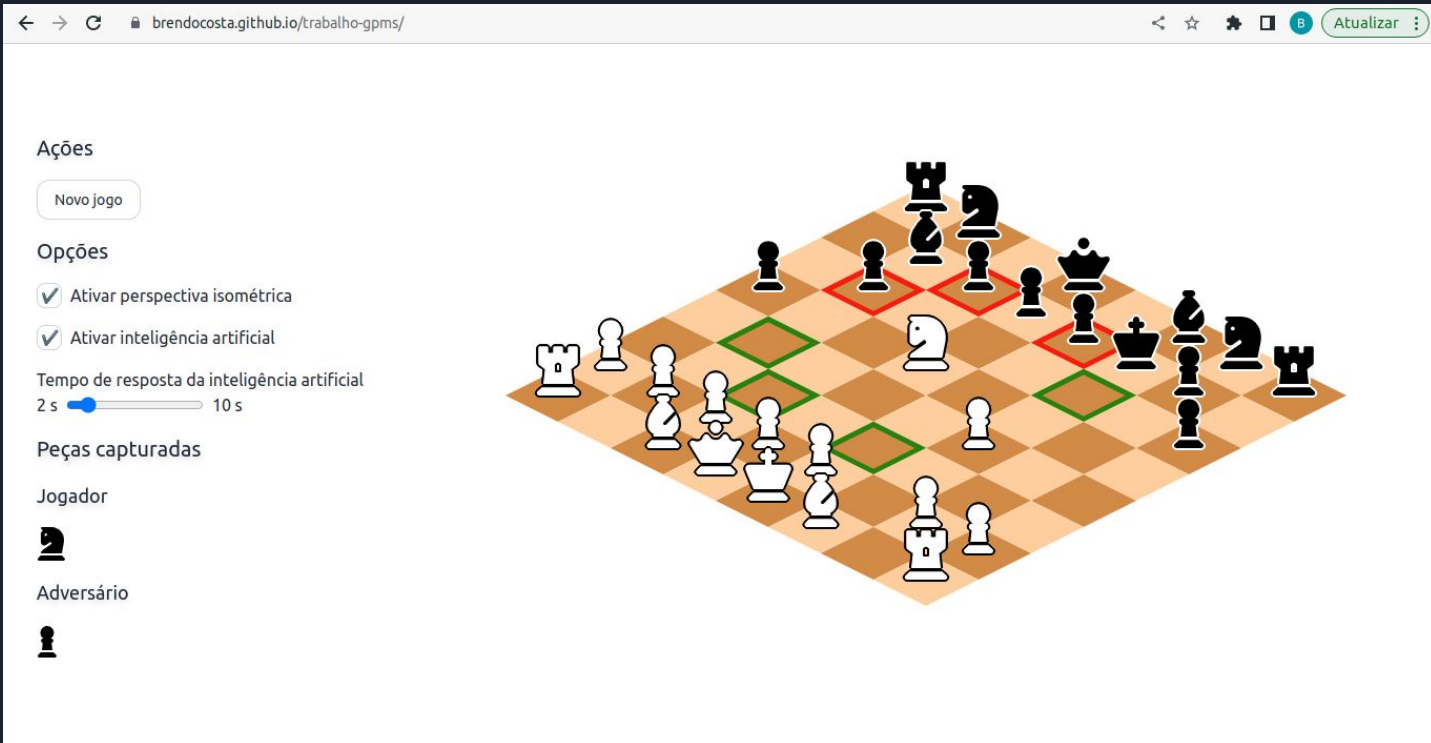 brendocosta.github.io/trabalho-gpms/
B
Atualizar
Ações
Novo jogo
Opções
Ativar perspectiva isométrica
Ativar inteligência artificial
Tempo de resposta da inteligência artificial
2 s 10 s
Peças capturadas
Jogador
Adversário